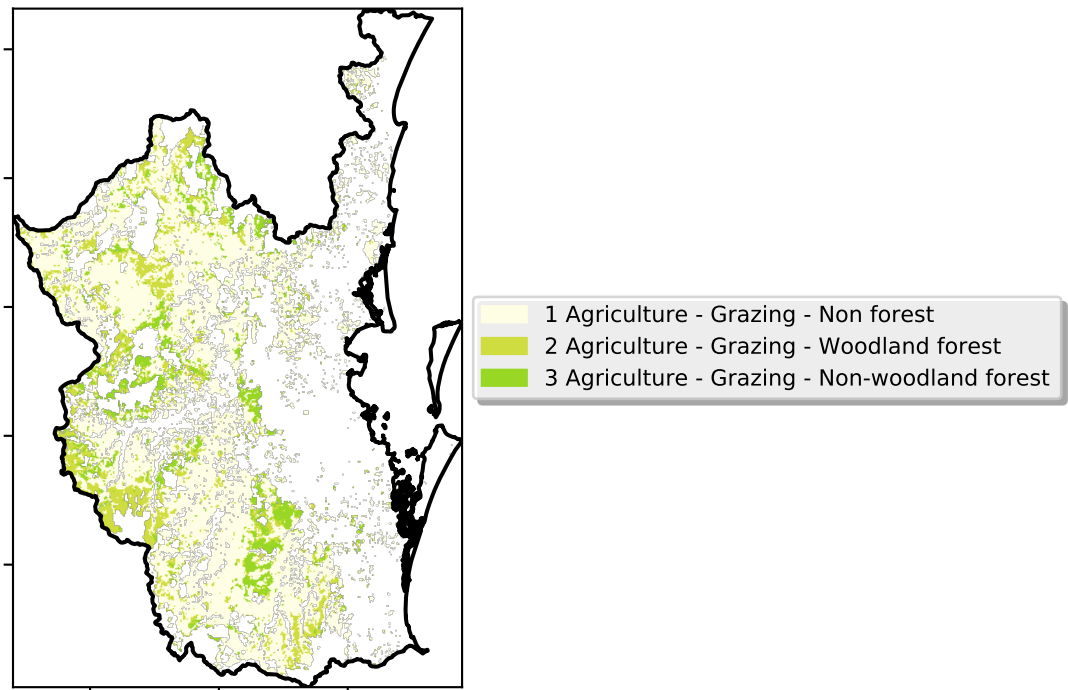 1 Agriculture - Grazing - Non forest
2 Agriculture - Grazing - Woodland forest
3 Agriculture - Grazing - Non-woodland forest